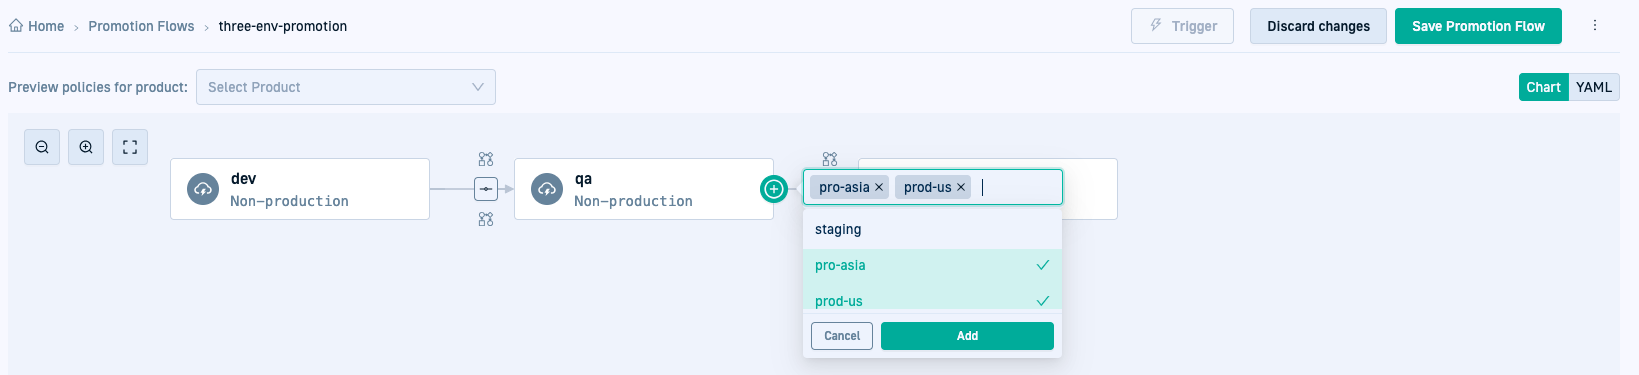 Home > Promotion Flows > three-env-promotion
Trigger
Discard changes
Save Promotion Flow
Preview policies for product:
Select Product
Chart
YAML
dev
Non-production
qa
Non-production
pro-asia × prod-us ×
staging
pro-asia
prod-us
Cancel
Add